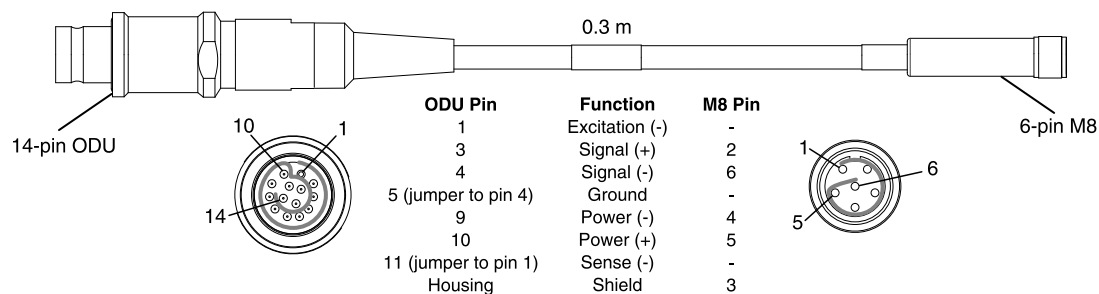 0.3 m
14-pin ODU
6-pin M8
ODU Pin Function M8 Pin
1 Excitation (-) -
3 Signal (+) 2
4 Signal (-) 6
5 (jumper to pin 4) Ground -
9 Power (-) 4
10 Power (+) 5
11 (jumper to pin 1) Sense (-) -
Housing Shield 3
10 1
14
1 6
5